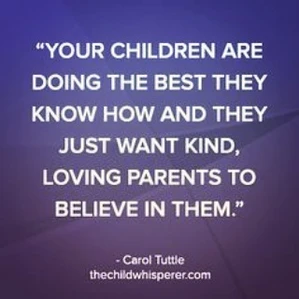 “YOUR CHILDREN ARE
DOING THE BEST THEY
KNOW HOW AND THEY
JUST WANT KIND,
LOVING PARENTS TO
BELIEVE IN THEM.”
- Carol Tuttle
thechildwhisperer.com